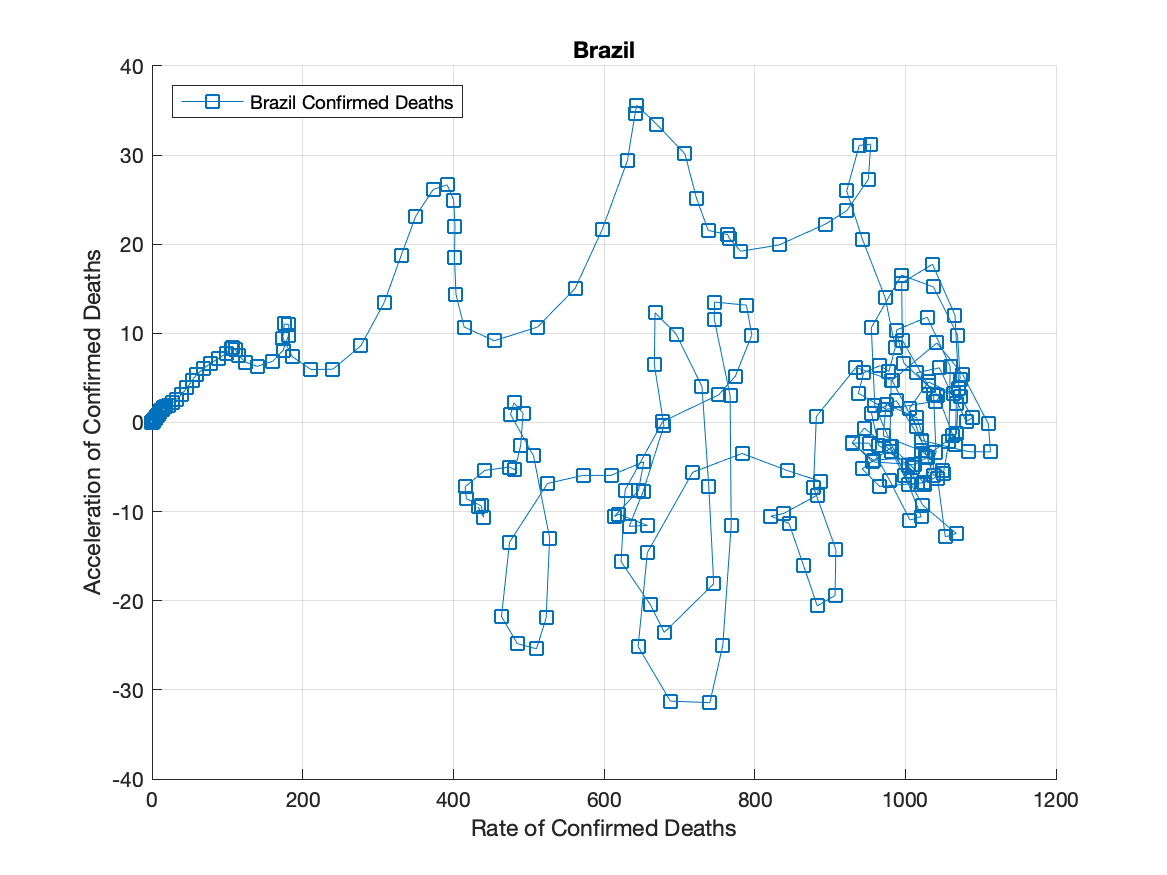 Brazil
40
Brazil Confirmed Deaths
30
20
10
0
-10
-20
-30
-40
Acceleration of Confirmed Deaths
0 200 400 600 800 1000 1200
Rate of Confirmed Deaths